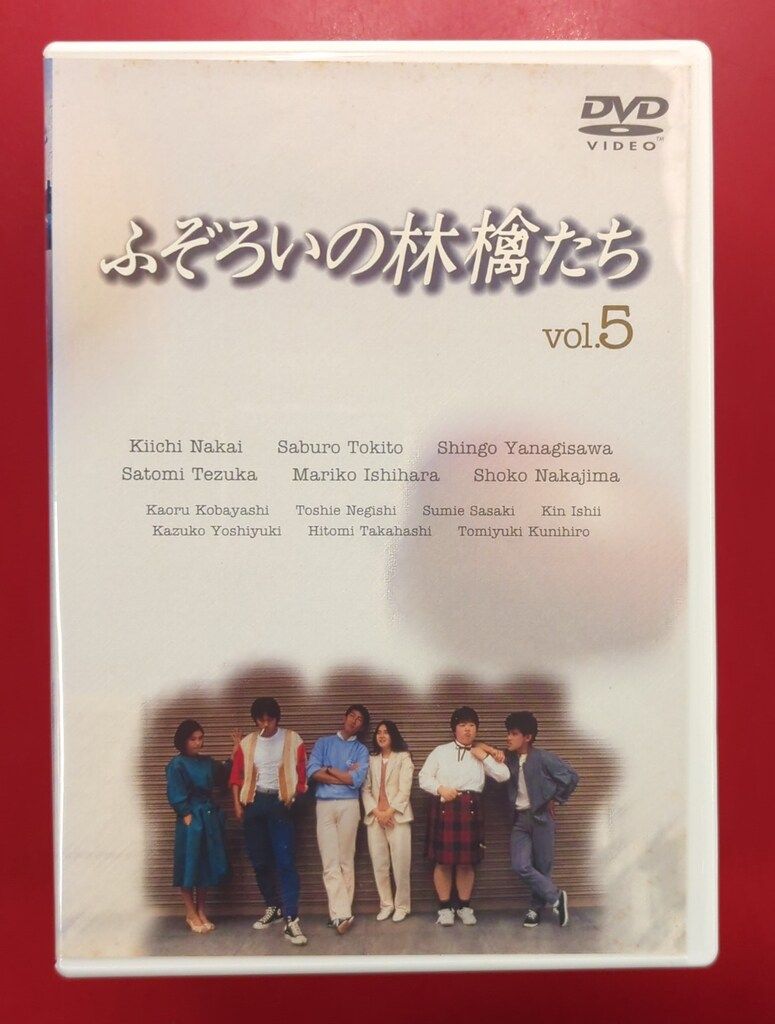 DVD
VIDEO™
ふぞろいの林檎たち
vol.5
Kiichi Nakai Saburo Tokito Shingo Yanagisawa
Satomi Tezuka Mariko Ishihara Shoko Nakajima
Kaoru Kobayashi Toshie Negishi Sumie Sasaki Kin Ishii
Kazuko Yoshiyuki Hitomi Takahashi Tomiyuki Kunihiro